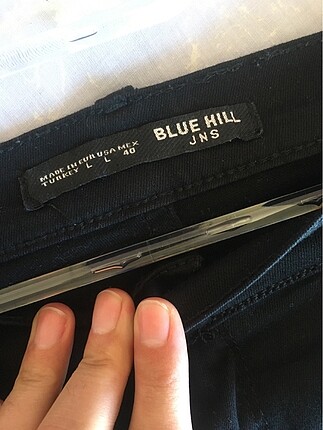 BLUE HILL
JNS
MADE IN EUR USA MEX
TURKEY L L 40